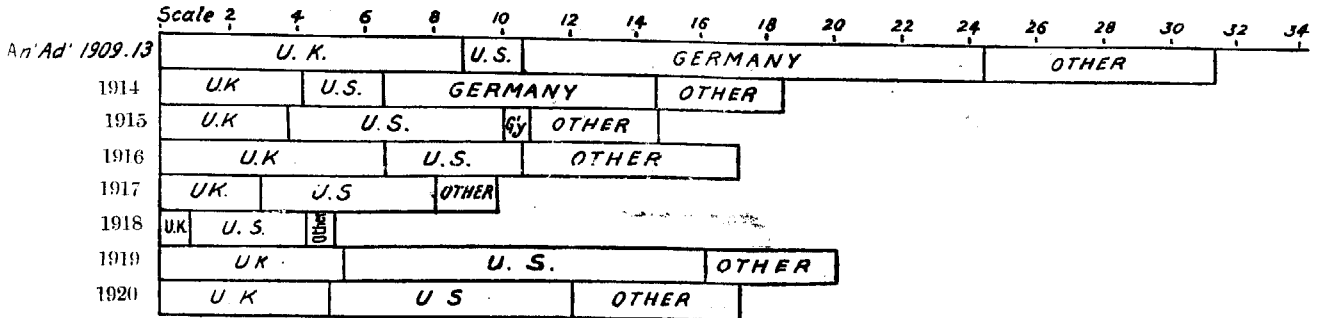 Scale 2 4 6 8 10 12 14 16 18 20 22 24 26 28 30 32 34
An'Ad' 1909.13 U. K. U.S. GERMANY OTHER
1914 U.K U.S. GERMANY OTHER
1915 U.K U.S. G'y OTHER
1916 U.K U.S. OTHER
1917 UK. U.S OTHER
1918 U.K U.S. Other
1919 UK U.S. OTHER
1920 U.K U S OTHER